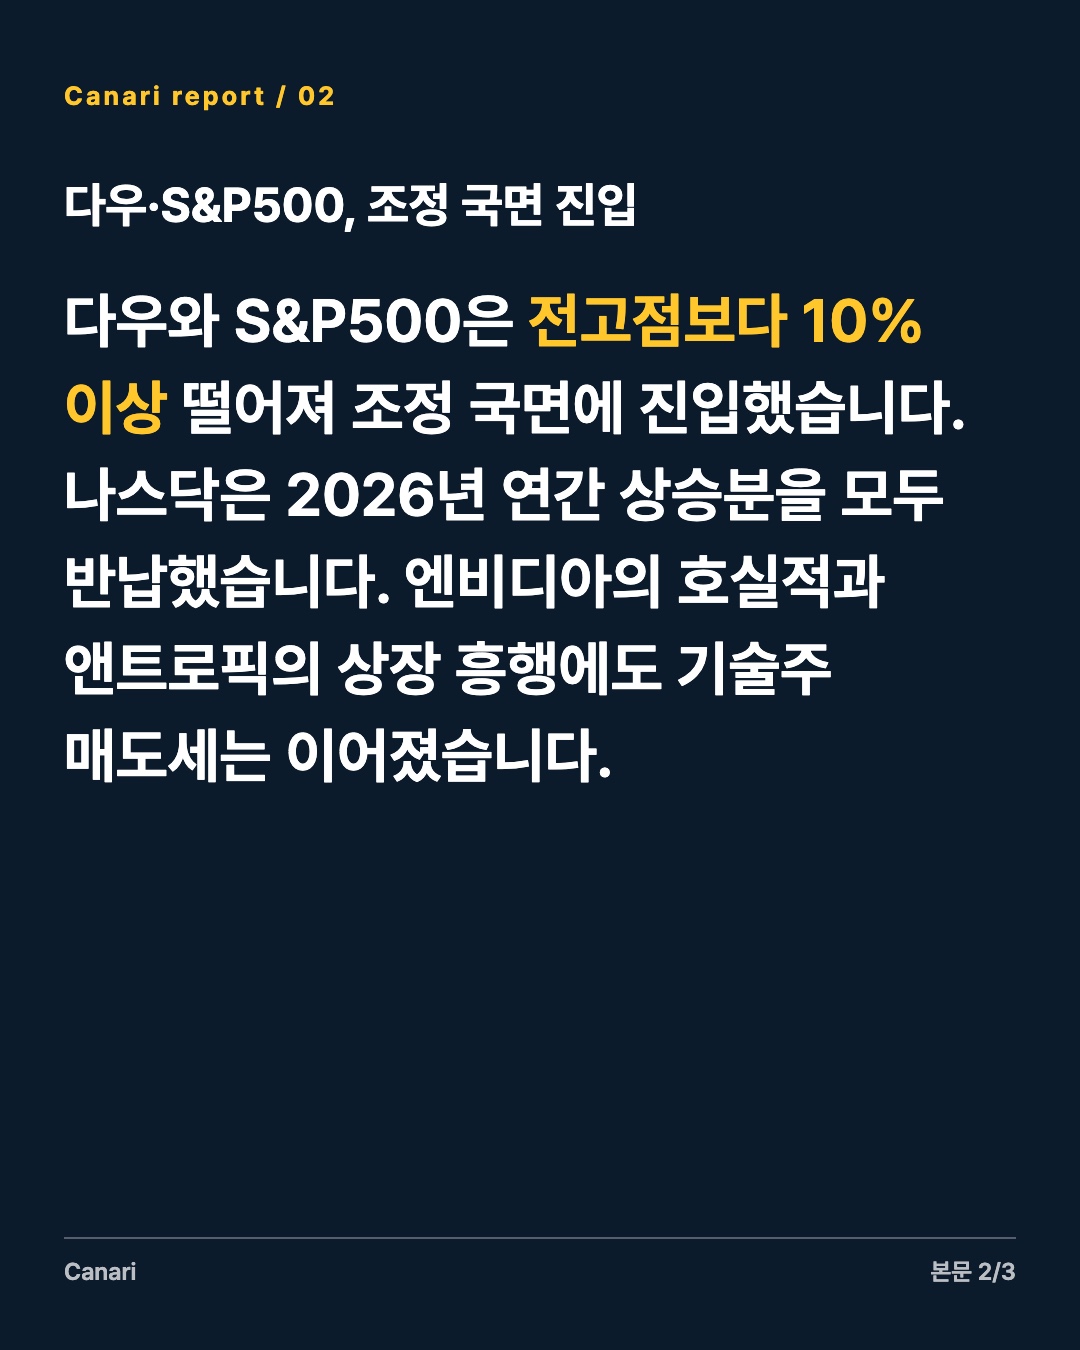 Canari report / 02
다우·S&P500, 조정 국면 진입
다우와 S&P500은 전고점보다 10%
이상 떨어져 조정 국면에 진입했습니다.
나스닥은 2026년 연간 상승분을 모두
반납했습니다. 엔비디아의 호실적과
앤트로픽의 상장 흥행에도 기술주
매도세는 이어졌습니다.
Canari
본문 2/3